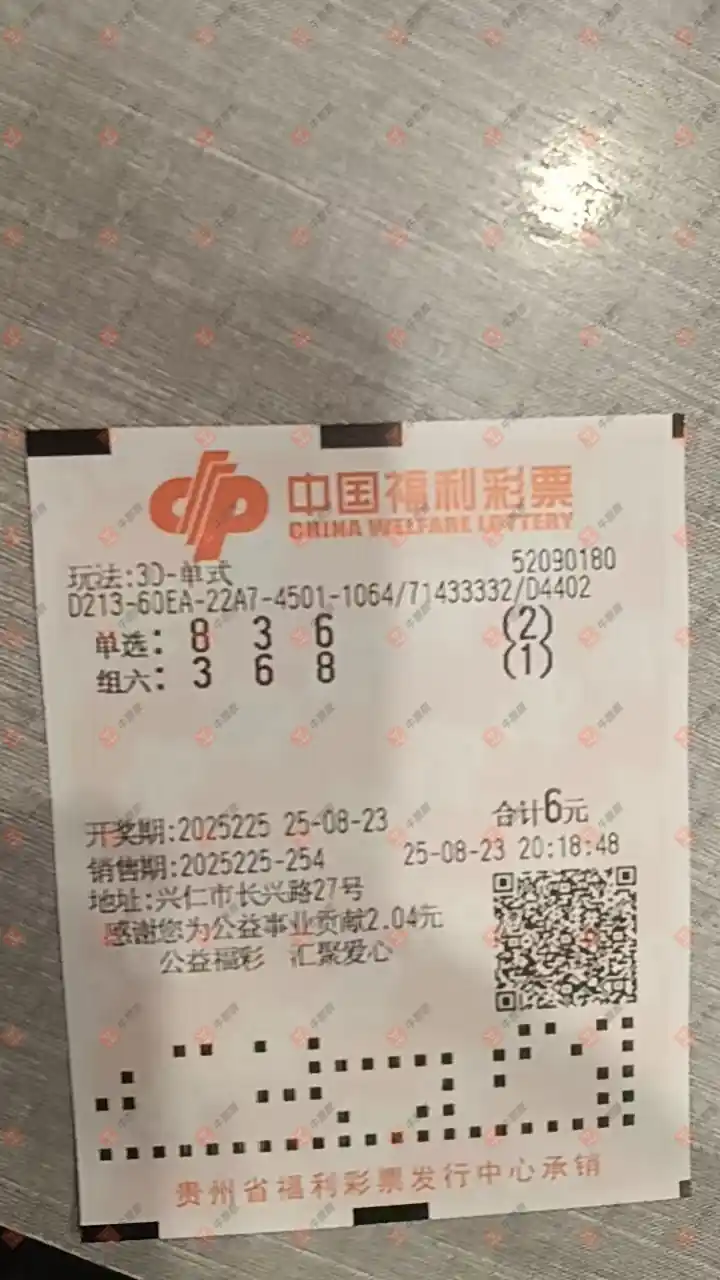 中国福利彩票
CHINA WELFARE LOTTERY
玩法:3D-单式
52090180
D213-60EA-22A7-4501-1064/71433332/D4402
单选: 8 3 6 (2)
组六: 3 6 8 (1)
开奖期:2025225 25-08-23 合计6元
销售期:2025225-254 25-08-23 20:18:48
地址:兴仁市长兴路27号
感谢您为公益事业贡献2.04元
公益福彩 汇聚爱心
贵州省福利彩票发行中心承销